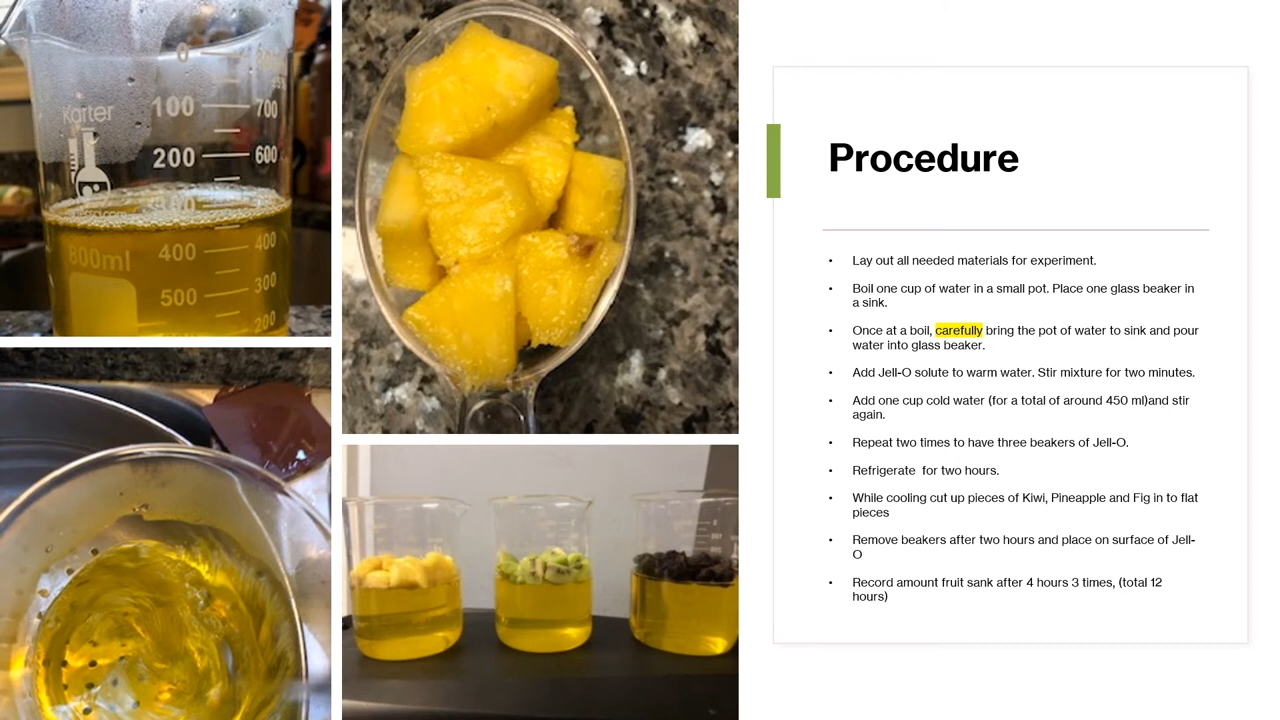 Karter
0
100
700
200
600
400
400
800ml
300
500
200
Procedure
• Lay out all needed materials for experiment.
• Boil one cup of water in a small pot. Place one glass beaker in
a sink.
• Once at a boil, carefully bring the pot of water to sink and pour
water into glass beaker.
• Add Jell-O solute to warm water. Stir mixture for two minutes.
• Add one cup cold water (for a total of around 450 ml)and stir
again.
• Repeat two times to have three beakers of Jell-O.
• Refrigerate  for two hours.
• While cooling cut up pieces of Kiwi, Pineapple and Fig in to flat
pieces
• Remove beakers after two hours and place on surface of Jell-
O
• Record amount fruit sank after 4 hours 3 times, (total 12
hours)